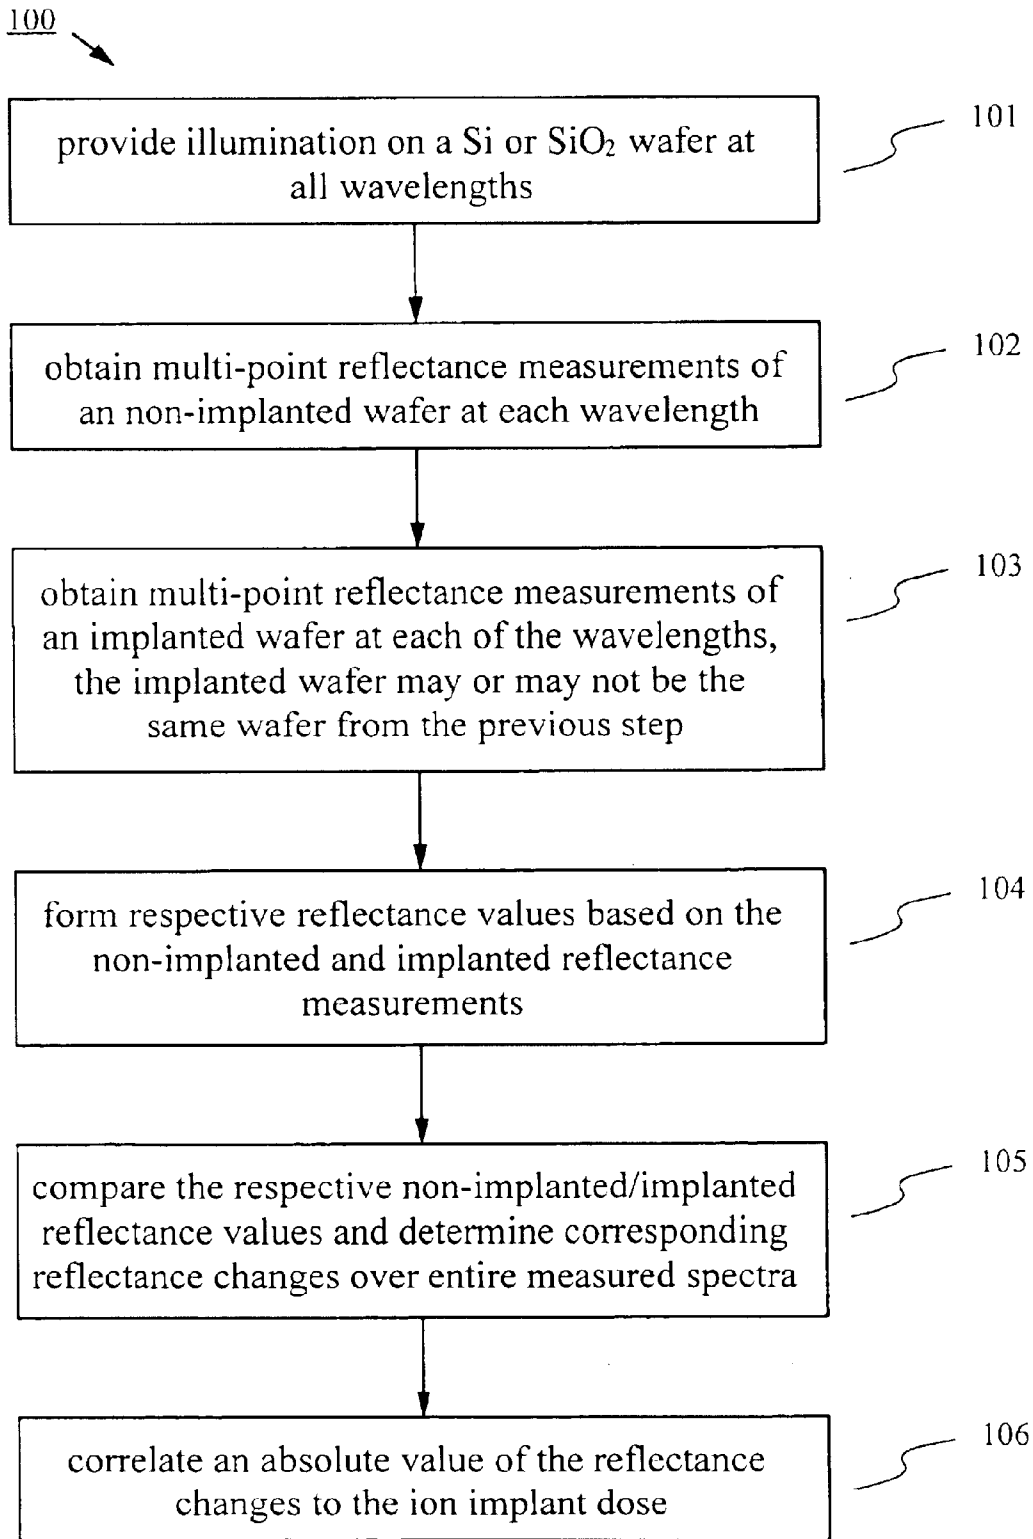 100
101
provide illumination on a Si or SiO₂ wafer at
all wavelengths
102
obtain multi-point reflectance measurements of
an non-implanted wafer at each wavelength
103
obtain multi-point reflectance measurements of
an implanted wafer at each of the wavelengths,
the implanted wafer may or may not be the
same wafer from the previous step
104
form respective reflectance values based on the
non-implanted and implanted reflectance
measurements
105
compare the respective non-implanted/implanted
reflectance values and determine corresponding
reflectance changes over entire measured spectra
106
correlate an absolute value of the reflectance
changes to the ion implant dose